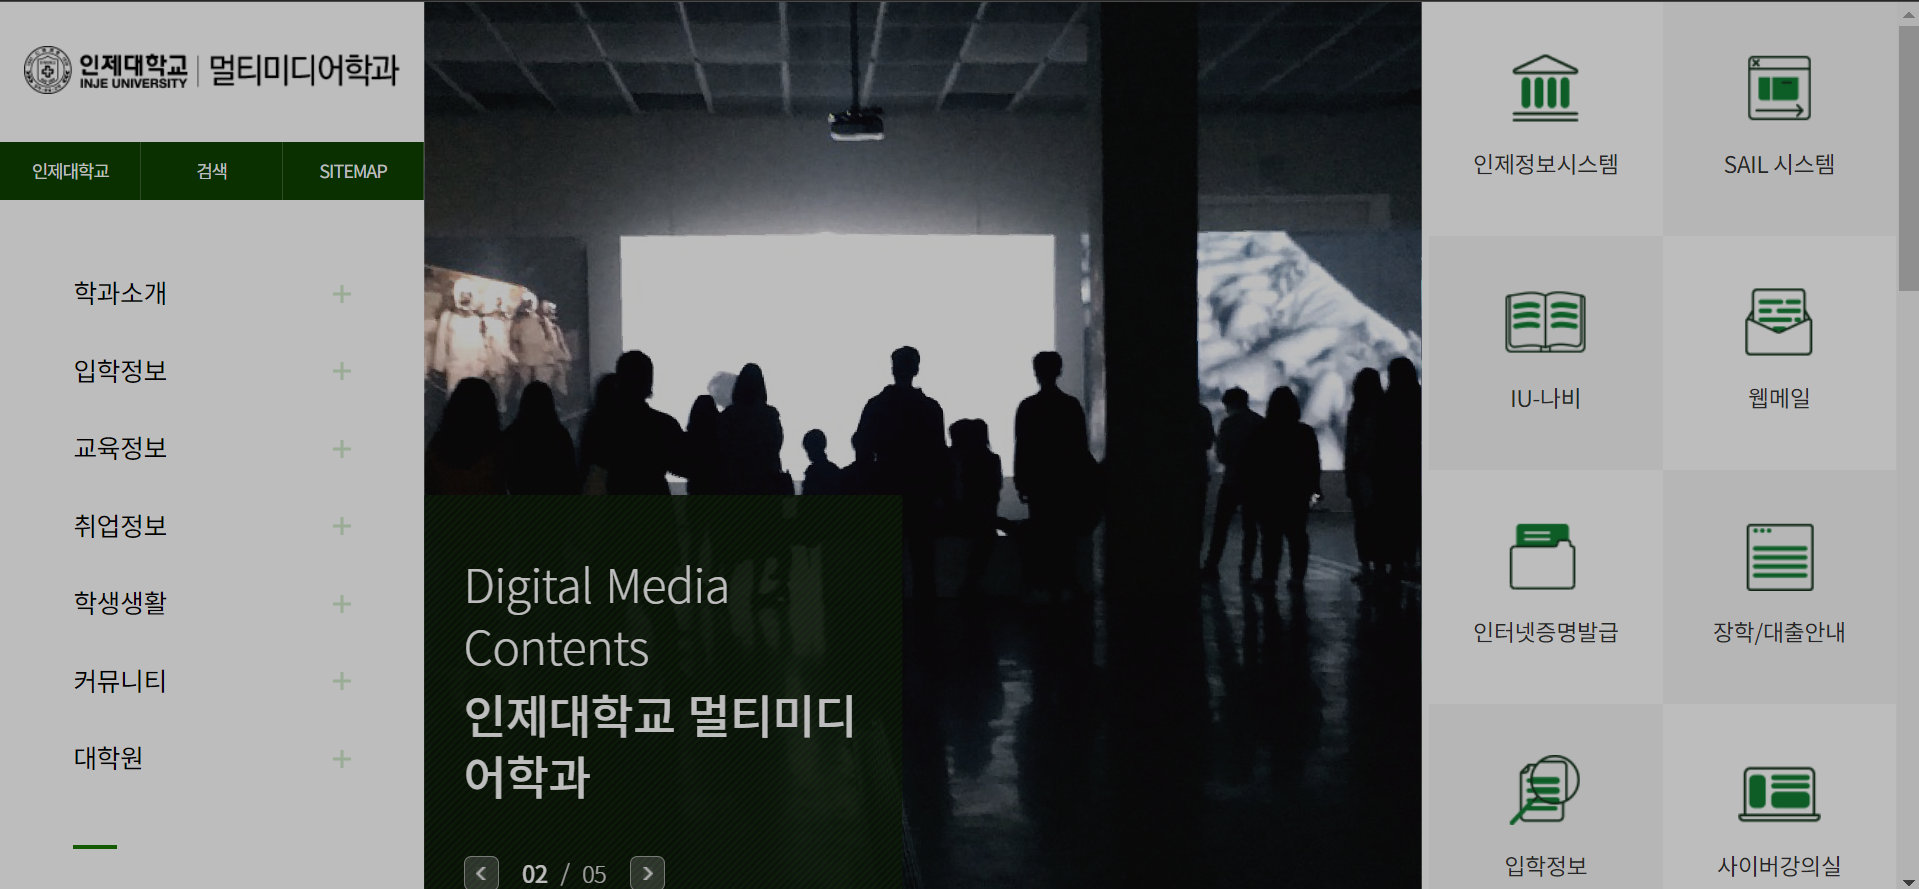 인제대학교
INJE UNIVERSITY
멀티미디어학과
인제대학교
검색
SITEMAP
학과소개
입학정보
교육정보
취업정보
학생생활
커뮤니티
대학원
Digital Media
Contents
인제대학교 멀티미디
어학과
02 / 05
인제정보시스템
SAIL 시스템
IU-나비
웹메일
인터넷증명발급
장학/대출안내
입학정보
사이버강의실